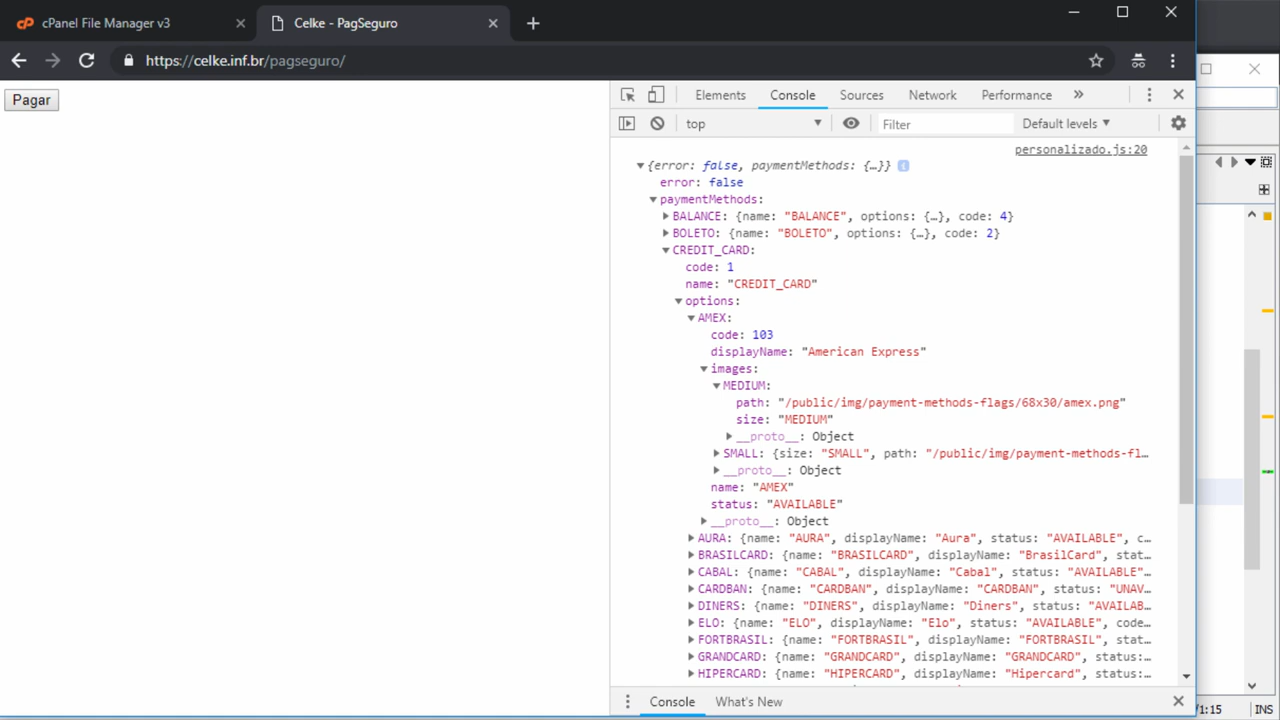 cPanel File Manager v3
Celke - PagSeguro
https://celke.inf.br/pagseguro/
Pagar
Elements Console Sources Network Performance »
top Filter Default levels
personalizado.js:20
{error: false, paymentMethods: {…}} i
error: false
paymentMethods:
BALANCE: {name: "BALANCE", options: {…}, code: 4}
BOLETO: {name: "BOLETO", options: {…}, code: 2}
CREDIT_CARD:
code: 1
name: "CREDIT_CARD"
options:
AMEX:
code: 103
displayName: "American Express"
images:
MEDIUM:
path: "/public/img/payment-methods-flags/68x30/amex.png"
size: "MEDIUM"
__proto__: Object
SMALL: {size: "SMALL", path: "/public/img/payment-methods-fl…
__proto__: Object
name: "AMEX"
status: "AVAILABLE"
__proto__: Object
AURA: {name: "AURA", displayName: "Aura", status: "AVAILABLE", c…
BRASILCARD: {name: "BRASILCARD", displayName: "BrasilCard", stat…
CABAL: {name: "CABAL", displayName: "Cabal", status: "AVAILABLE"…
CARDBAN: {name: "CARDBAN", displayName: "CARDBAN", status: "UNAV…
DINERS: {name: "DINERS", displayName: "Diners", status: "AVAILAB…
ELO: {name: "ELO", displayName: "Elo", status: "AVAILABLE", code…
FORTBRASIL: {name: "FORTBRASIL", displayName: "FORTBRASIL", stat…
GRANDCARD: {name: "GRANDCARD", displayName: "GRANDCARD", status:…
HIPERCARD: {name: "HIPERCARD", displayName: "Hipercard", status:…
Console What's New
/1:15 INS